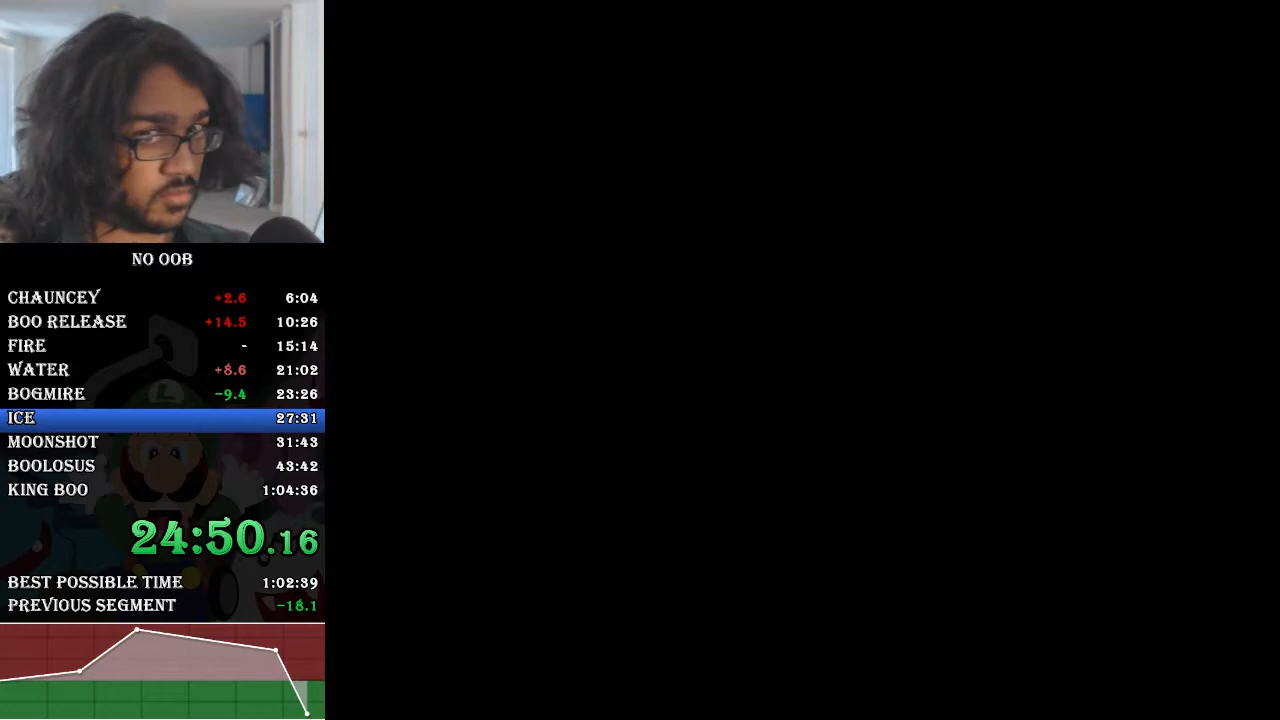 NO OOB
CHAUNCEY +2.6 6:04
BOO RELEASE +14.5 10:26
FIRE - 15:14
WATER +8.6 21:02
BOGMIRE -9.4 23:26
ICE 27:31
MOONSHOT 31:43
BOOLOSUS 43:42
KING BOO 1:04:36
24:50.16
BEST POSSIBLE TIME 1:02:39
PREVIOUS SEGMENT -18.1